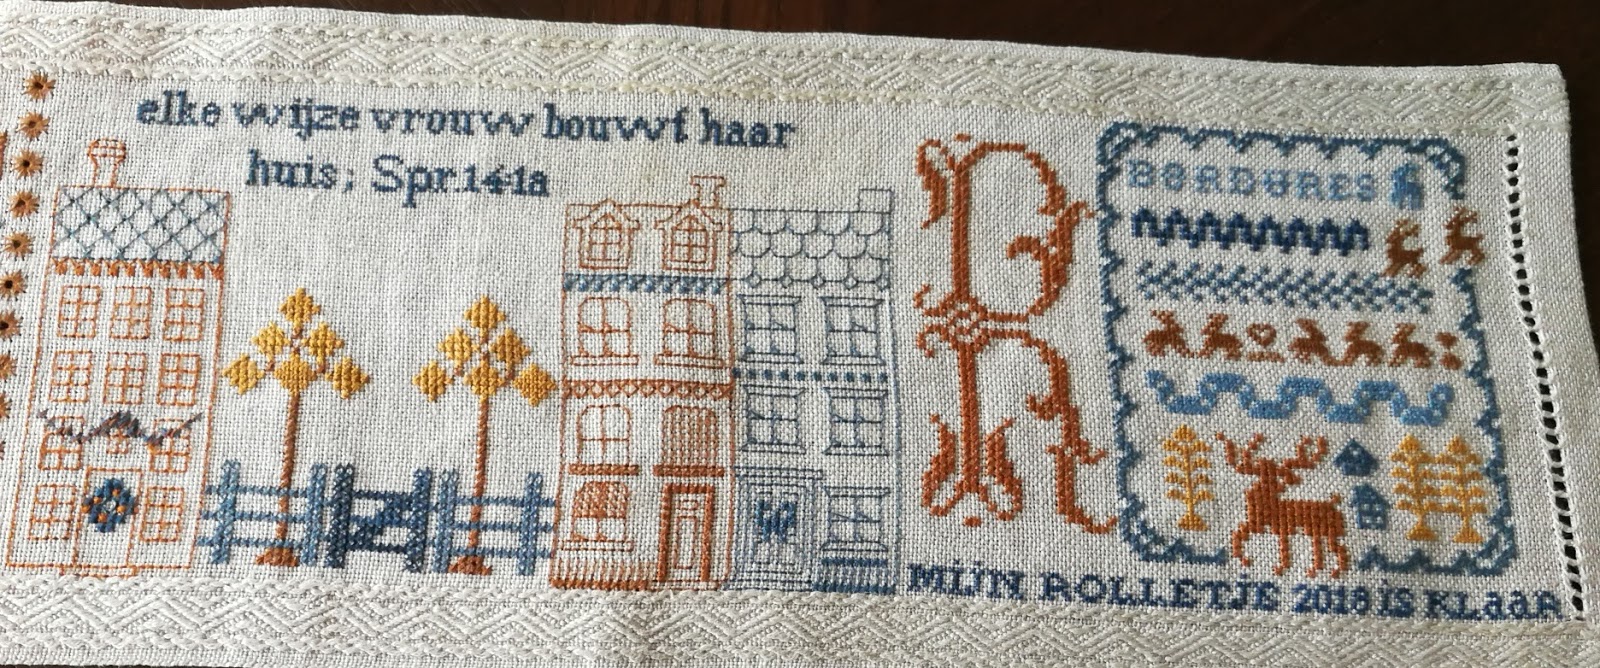 elke wijze vrouw bouwt haar
huis; Spr.14:1a
BORDURES
MIJN ROLLETJE 2018 is KLaaR